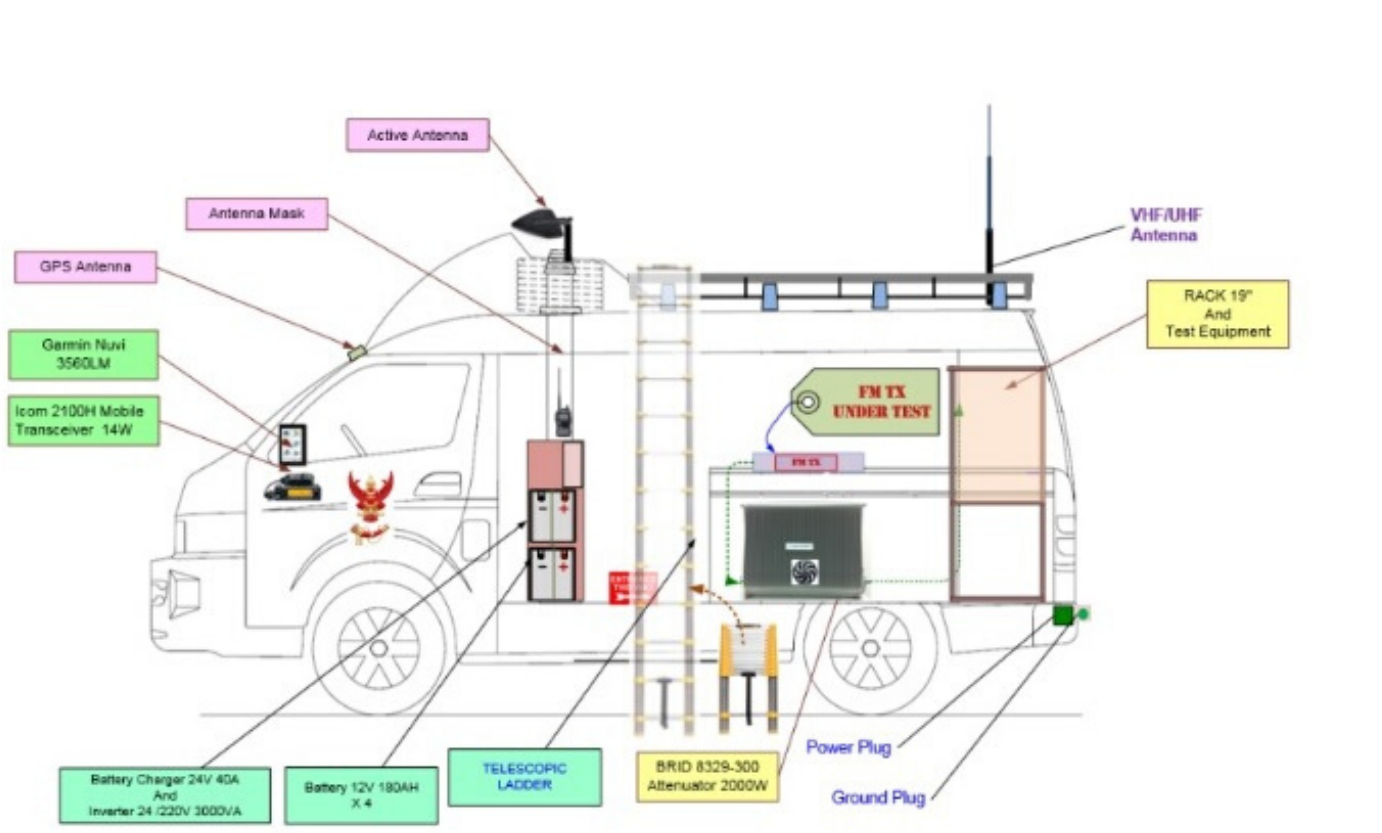 Active Antenna
Antenna Mask
VHF/UHF
Antenna
GPS Antenna
RACK 19"
And
Test Equipment
Garmin Nuvi
3560LM
Icom 2100H Mobile
Transceiver 14W
FM TX
UNDER TEST
FM TX
Power Plug
Ground Plug
Battery Charger 24V 40A
And
Inverter 24 /220V 3000VA
Battery 12V 180AH
X 4
TELESCOPIC
LADDER
BRID 8329-300
Attenuator 2000W